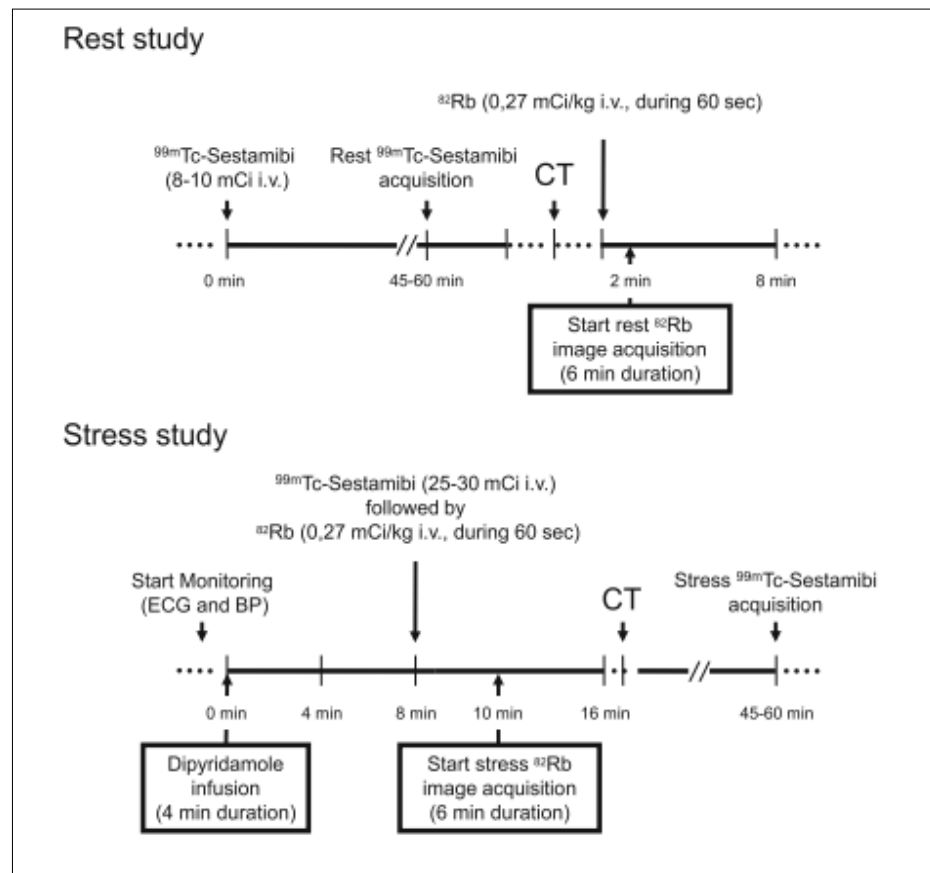 Rest study
⁸²Rb (0,27 mCi/kg i.v., during 60 sec)
⁹⁹ᵐTc-Sestamibi
(8-10 mCi i.v.)
Rest ⁹⁹ᵐTc-Sestamibi
acquisition
CT
0 min
45-60 min
2 min
8 min
Start rest ⁸²Rb
image acquisition
(6 min duration)
Stress study
⁹⁹ᵐTc-Sestamibi (25-30 mCi i.v.)
followed by
⁸²Rb (0,27 mCi/kg i.v., during 60 sec)
Start Monitoring
(ECG and BP)
CT
Stress ⁹⁹ᵐTc-Sestamibi
acquisition
0 min
4 min
8 min
10 min
16 min
45-60 min
Dipyridamole
infusion
(4 min duration)
Start stress ⁸²Rb
image acquisition
(6 min duration)